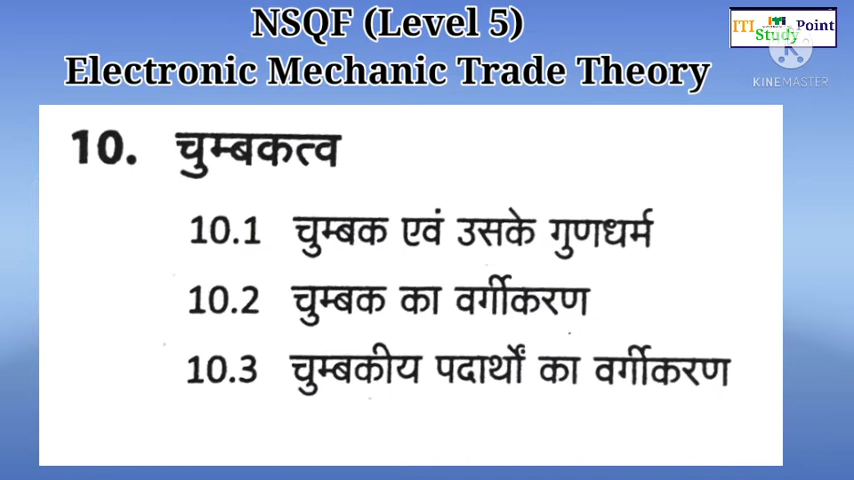 NSQF (Level 5)
Electronic Mechanic Trade Theory
ITI Point
Study
KINEMASTER
10. चुम्बकत्व
10.1 चुम्बक एवं उसके गुणधर्म
10.2 चुम्बक का वर्गीकरण
10.3 चुम्बकीय पदार्थों का वर्गीकरण